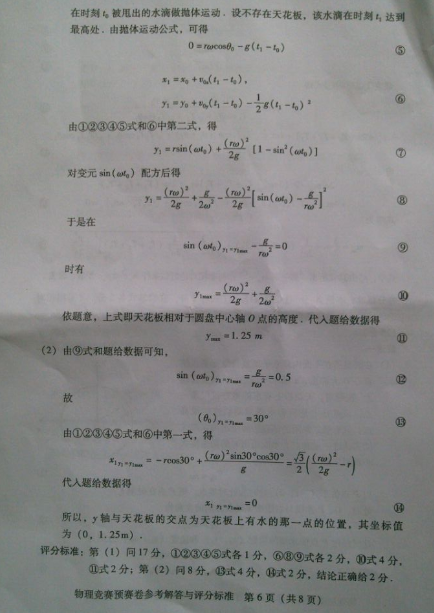 在时刻 t₀ 被甩出的水滴做抛体运动．设不存在天花板，该水滴在时刻 t₁ 达到
最高处．由抛体运动公式，可得
0 = rωcosθ₀ - g(t₁ - t₀) ⑤
x₁ = x₀ + v₀ₓ(t₁ - t₀)，
y₁ = y₀ + v₀ᵧ(t₁ - t₀) - 1/2 g(t₁ - t₀)² ⑥
由①②③④⑤式和⑥中第二式，得
y₁ = rsin(ωt₀) + (rω)²/2g [1 - sin²(ωt₀)] ⑦
对变元 sin(ωt₀) 配方后得
y₁ = (rω)²/2g + g/2ω² - (rω)²/2g [sin(ωt₀) - g/rω²]² ⑧
于是在
sin (ωt₀)y₁=y₁max - g/rω² = 0 ⑨
时有
y₁max = (rω)²/2g + g/2ω² ⑩
依题意，上式即天花板相对于圆盘中心轴 O 点的高度．代入题给数据得
ymax = 1.25 m ⑪
(2) 由⑨式和题给数据可知，
sin (ωt₀)y₁=y₁max = g/rω² = 0.5 ⑫
故
(θ₀)y₁=y₁max = 30° ⑬
由①②③④⑤式和⑥中第一式，得
x₁ y₁=y₁max = - rcos30° + (rω)²sin30°cos30°/g = √3/2 ((rω)²/2g - r)
代入题给数据得
x₁ y₁=y₁max = 0 ⑭
所以，y轴与天花板的交点为天花板上有水的那一点的位置，其坐标值
为 (0, 1.25m)．
评分标准：第（1）问17分，①②③④⑤式各1分，⑥⑧⑨式各2分，⑩式4分，
⑪式2分；第（2）问8分，⑬式4分，⑭式2分，结论正确给2分．
物理竞赛预赛卷参考解答与评分标准 第6页（共8页）